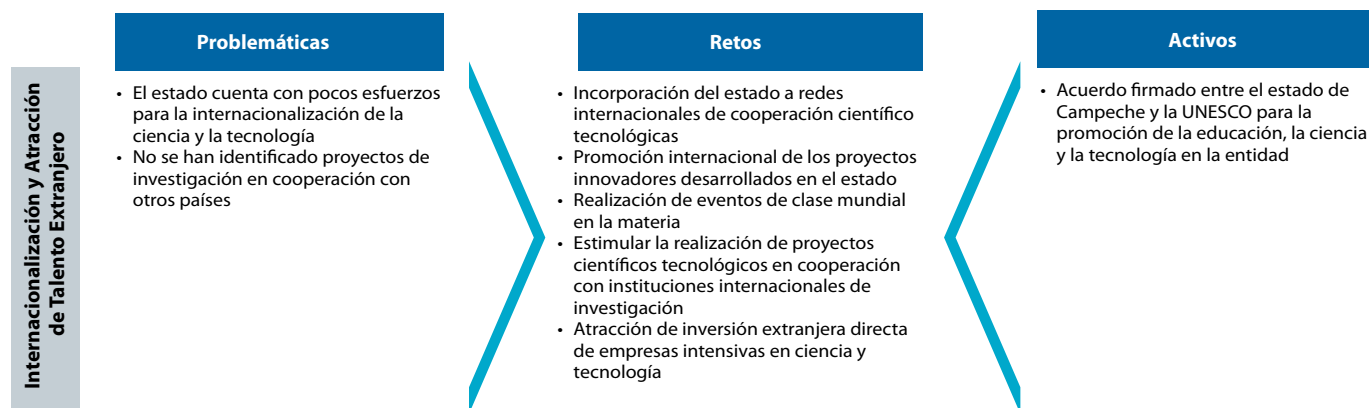 Internacionalización y Atracción
de Talento Extranjero
Problemáticas
• El estado cuenta con pocos esfuerzos
para la internacionalización de la
ciencia y la tecnología
• No se han identificado proyectos de
investigación en cooperación con
otros países
Retos
• Incorporación del estado a redes
internacionales de cooperación científico
tecnológicas
• Promoción internacional de los proyectos
innovadores desarrollados en el estado
• Realización de eventos de clase mundial
en la materia
• Estimular la realización de proyectos
científicos tecnológicos en cooperación
con instituciones internacionales de
investigación
• Atracción de inversión extranjera directa
de empresas intensivas en ciencia y
tecnología
Activos
• Acuerdo firmado entre el estado de
Campeche y la UNESCO para la
promoción de la educación, la ciencia
y la tecnología en la entidad